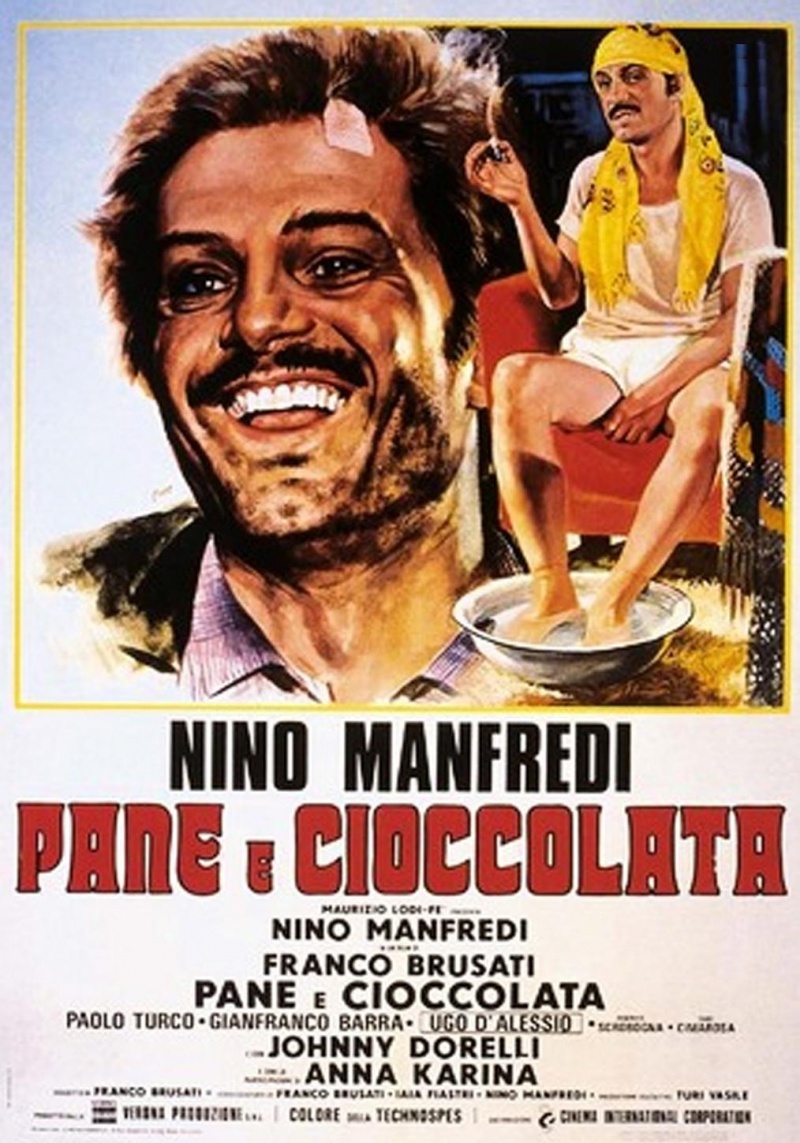 NINO MANFREDI
PANE E CIOCCOLATA
MAURIZIO LODI-FE'
NINO MANFREDI
FRANCO BRUSATI
PANE E CIOCCOLATA
PAOLO TURCO • GIANFRANCO BARRA • UGO D'ALESSIO • SCROBOGNA • CIMAROSA
JOHNNY DORELLI
ANNA KARINA
FRANCO BRUSATI • FRANCO BRUSATI • IAIA FIASTRI • NINO MANFREDI • TURI VASILE
VERONA PRODUZIONE S.R.L. COLORE DELLA TECHNOSPES CINEMA INTERNATIONAL CORPORATION